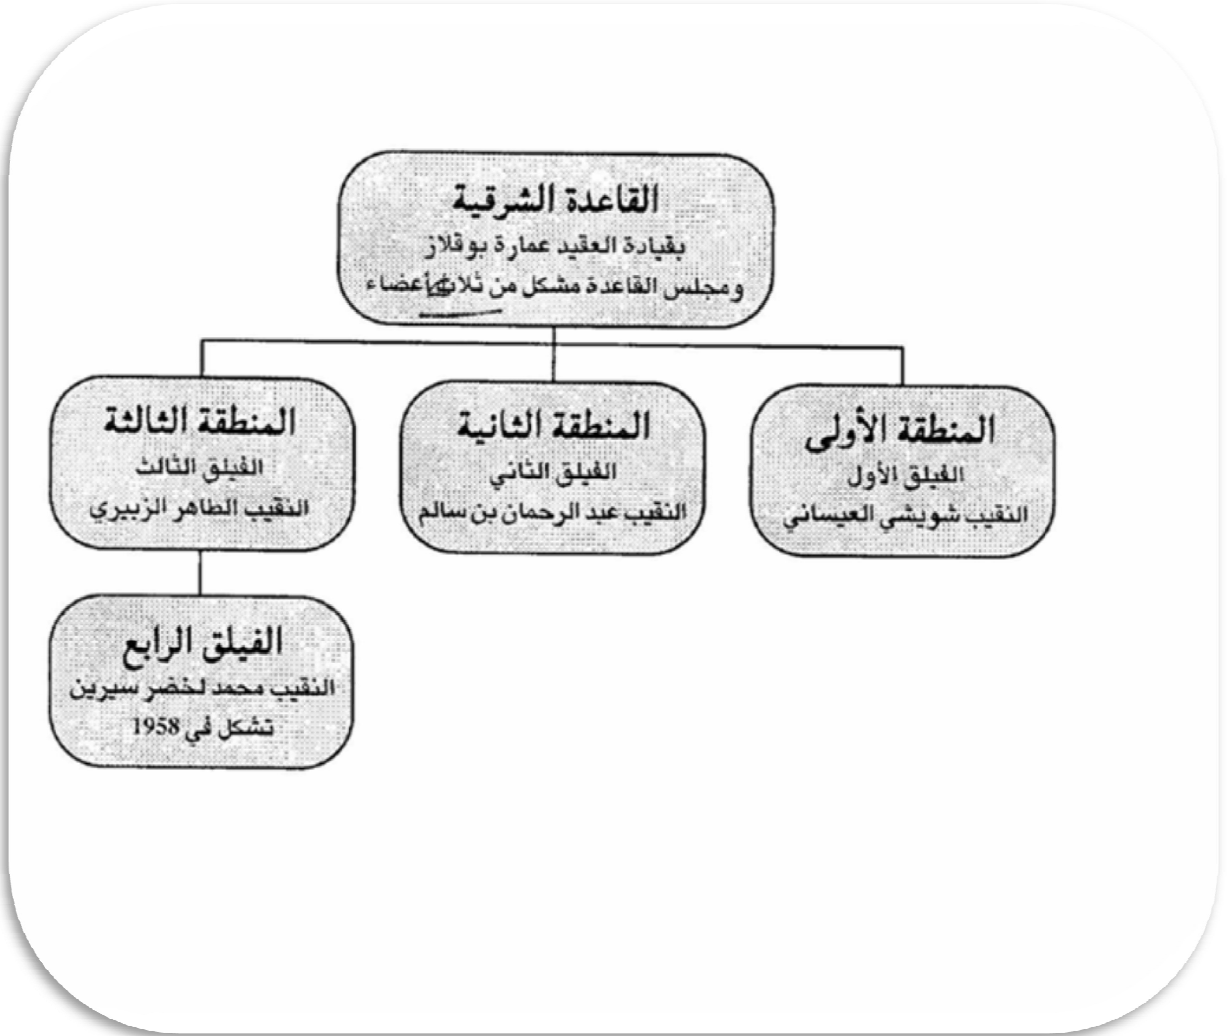 القاعدة الشرقية
بقيادة العقيد عمارة بوقلاز
ومجلس القاعدة مشكل من ثلاث أعضاء
المنطقة الأولى
الفيلق الأول
النقيب شويشي العيساني
المنطقة الثانية
الفيلق الثاني
النقيب عبد الرحمان بن سالم
المنطقة الثالثة
الفيلق الثالث
النقيب الطاهر الزبيري
الفيلق الرابع
النقيب محمد لخضر سيرين
تشكل في 1958